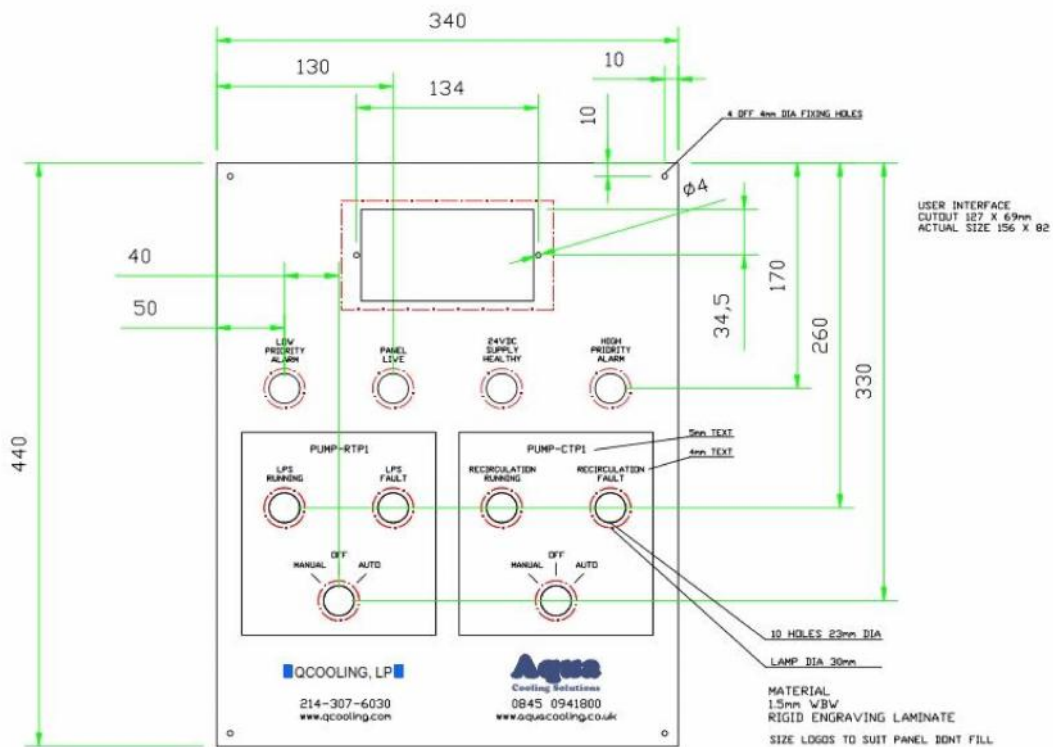 340
130
10
134
10
4 OFF 4mm DIA FIXING HOLES
ø4
USER INTERFACE
CUTOUT 127 X 69mm
ACTUAL SIZE 156 X 82
40
50
170
34,5
260
330
440
LOW
PRIORITY
ALARM
PANEL
LIVE
24VDC
SUPPLY
HEALTHY
HIGH
PRIORITY
ALARM
PUMP-RTP1
LPS
RUNNING
LPS
FAULT
OFF
MANUAL
AUTO
PUMP-CTP1
RECIRCULATION
RUNNING
RECIRCULATION
FAULT
OFF
MANUAL
AUTO
5mm TEXT
4mm TEXT
10 HOLES 23mm DIA
LAMP DIA 30mm
QCOOLING, LP
214-307-6030
www.qcooling.com
Aqua
Cooling Solutions
0845 0941800
www.aquacooling.co.uk
MATERIAL
1.5mm WBW
RIGID ENGRAVING LAMINATE
SIZE LOGOS TO SUIT PANEL DONT FILL